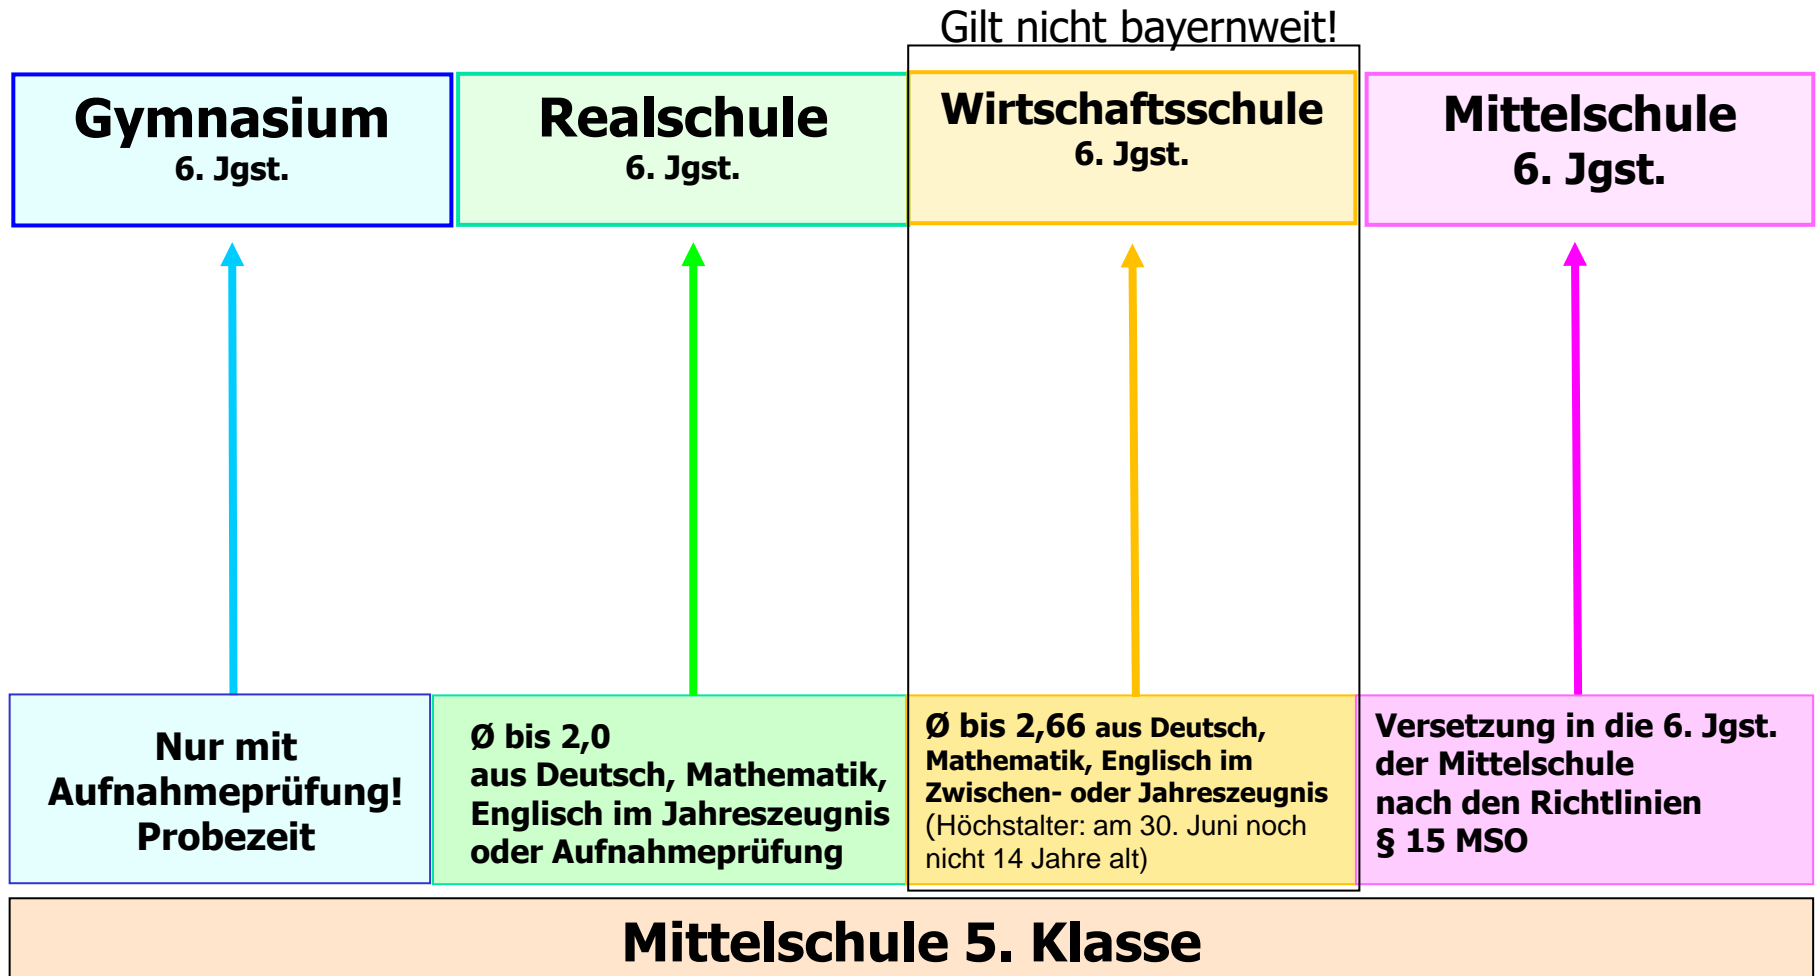 Gilt nicht bayernweit!
Gymnasium
6. Jgst.
Realschule
6. Jgst.
Wirtschaftsschule
6. Jgst.
Mittelschule
6. Jgst.
Nur mit
Aufnahmeprüfung!
Probezeit
Ø bis 2,0
aus Deutsch, Mathematik,
Englisch im Jahreszeugnis
oder Aufnahmeprüfung
Ø bis 2,66 aus Deutsch,
Mathematik, Englisch im
Zwischen- oder Jahreszeugnis
(Höchstalter: am 30. Juni noch
nicht 14 Jahre alt)
Versetzung in die 6. Jgst.
der Mittelschule
nach den Richtlinien
§ 15 MSO
Mittelschule 5. Klasse